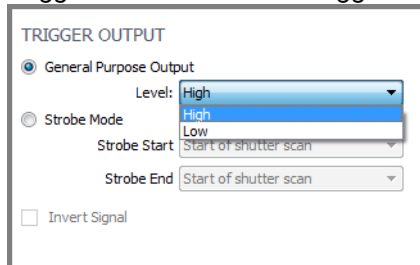 TRIGGER OUTPUT
General Purpose Output
Level: High
High
Strobe Mode
Low
Strobe Start Start of shutter scan
Strobe End Start of shutter scan
Invert Signal